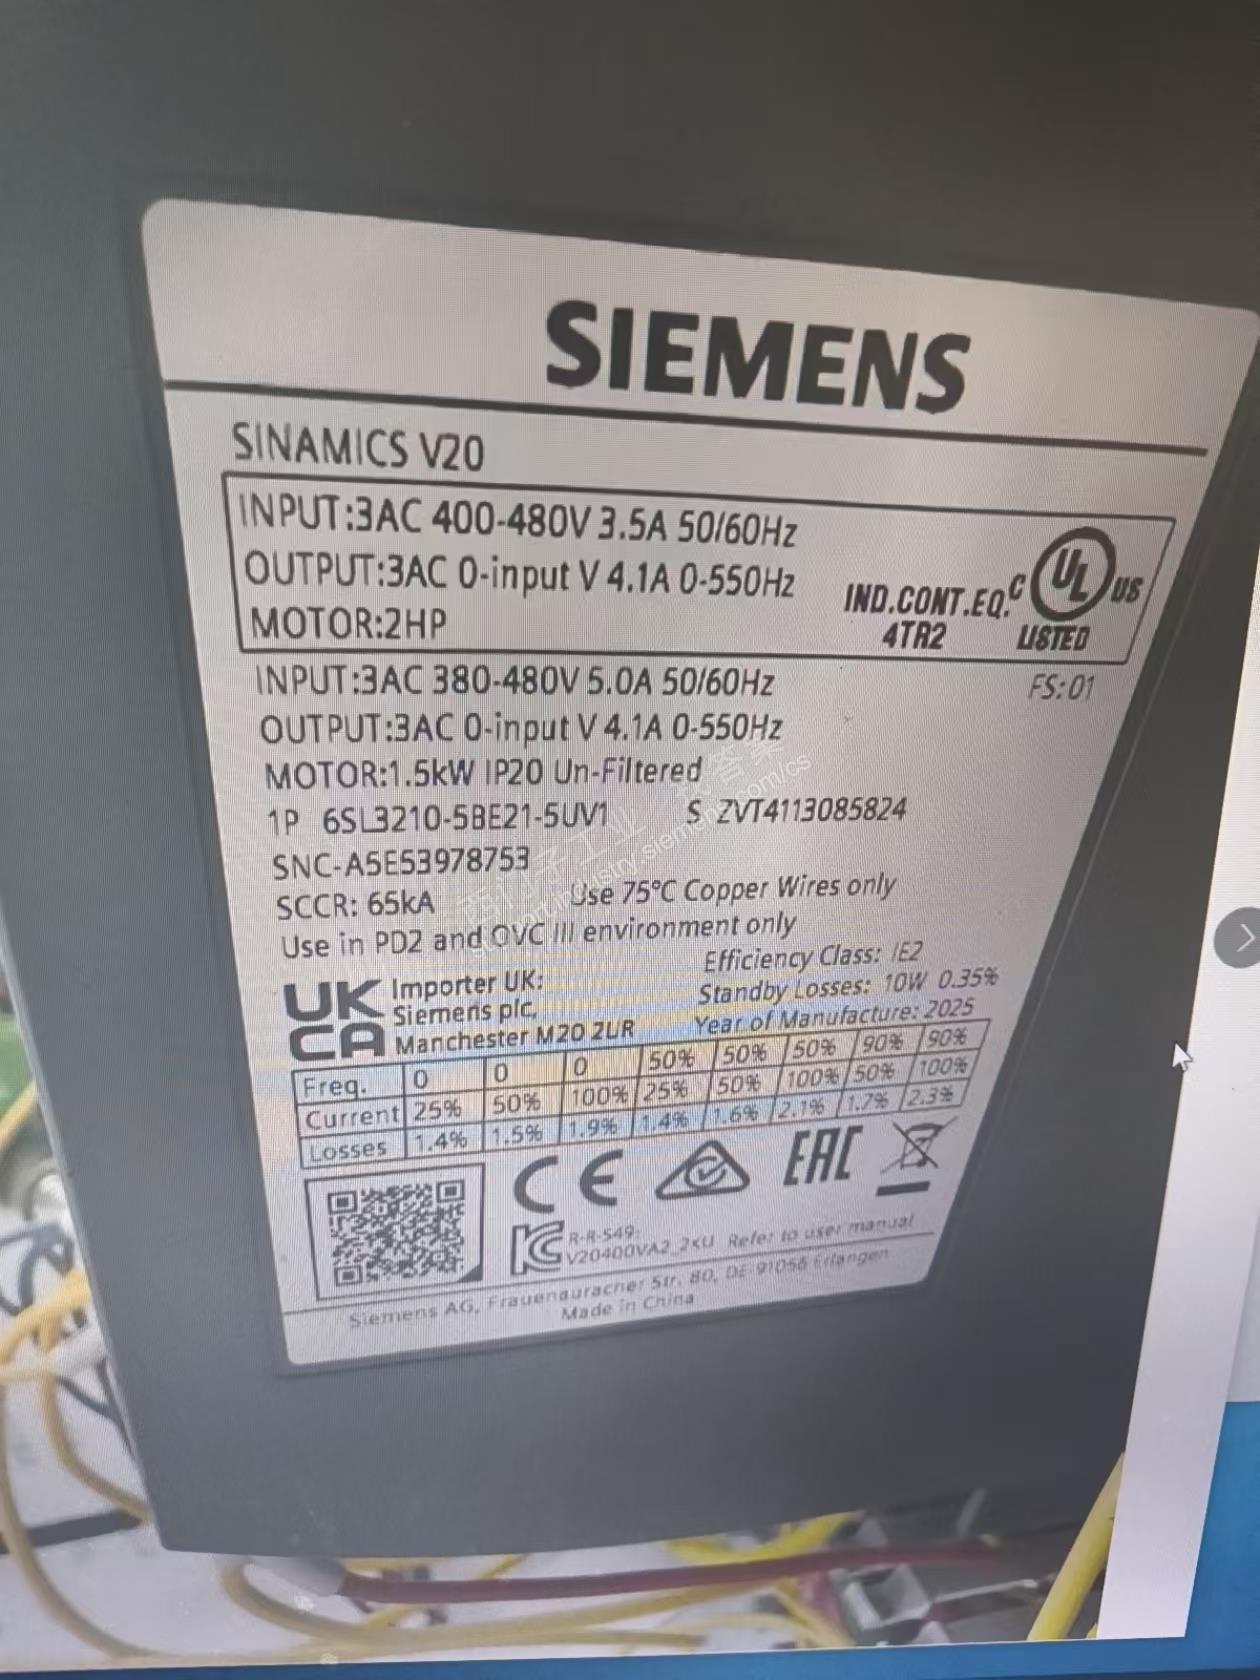 SIEMENS
SINAMICS V20
INPUT:3AC 400-480V 3.5A 50/60Hz
OUTPUT:3AC 0-input V 4.1A 0-550Hz
MOTOR:2HP
IND.CONT.EQ.
4TR2
C UL US
LISTED
INPUT:3AC 380-480V 5.0A 50/60Hz
FS:01
OUTPUT:3AC 0-input V 4.1A 0-550Hz
MOTOR:1.5kW IP20 Un-Filtered
1P 6SL3210-5BE21-5UV1 S ZVT4113085824
SNC-A5E53978753
SCCR: 65kA Use 75°C Copper Wires only
Use in PD2 and OVC III environment only
UK
CA
Importer UK:
Siemens plc,
Manchester M20 2UR
Efficiency Class: IE2
Standby Losses: 10W 0.35%
Year of Manufacture: 2025
Freq. 0 0 0 50% 50% 50% 90% 90%
Current 25% 50% 100% 25% 50% 100% 50% 100%
Losses 1.4% 1.5% 1.9% 1.4% 1.6% 2.1% 1.7% 2.3%
CE EAC
R-R-S49-
V20400VA2_2KU Refer to user manual
Siemens AG, Frauenauracher Str. 80, DE-91056 Erlangen
Made in China